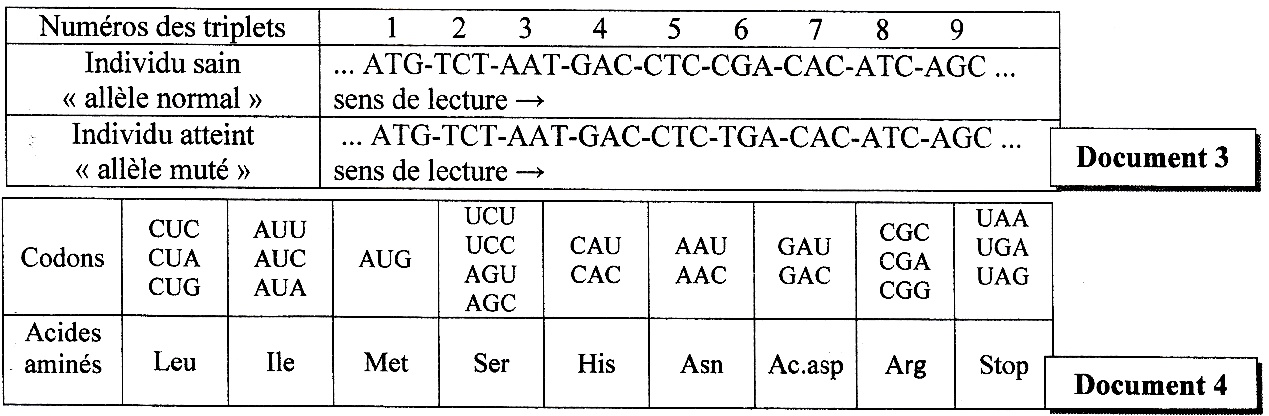 Numéros des triplets 1 2 3 4 5 6 7 8 9
Individu sain
« allèle normal »
... ATG-TCT-AAT-GAC-CTC-CGA-CAC-ATC-AGC ...
sens de lecture →
Individu atteint
« allèle muté »
... ATG-TCT-AAT-GAC-CTC-TGA-CAC-ATC-AGC ...
sens de lecture →
Document 3
Codons
CUC
CUA
CUG
AUU
AUC
AUA
AUG
UCU
UCC
AGU
AGC
CAU
CAC
AAU
AAC
GAU
GAC
CGC
CGA
CGG
UAA
UGA
UAG
Acides
aminés
Leu Ile Met Ser His Asn Ac.asp Arg Stop
Document 4